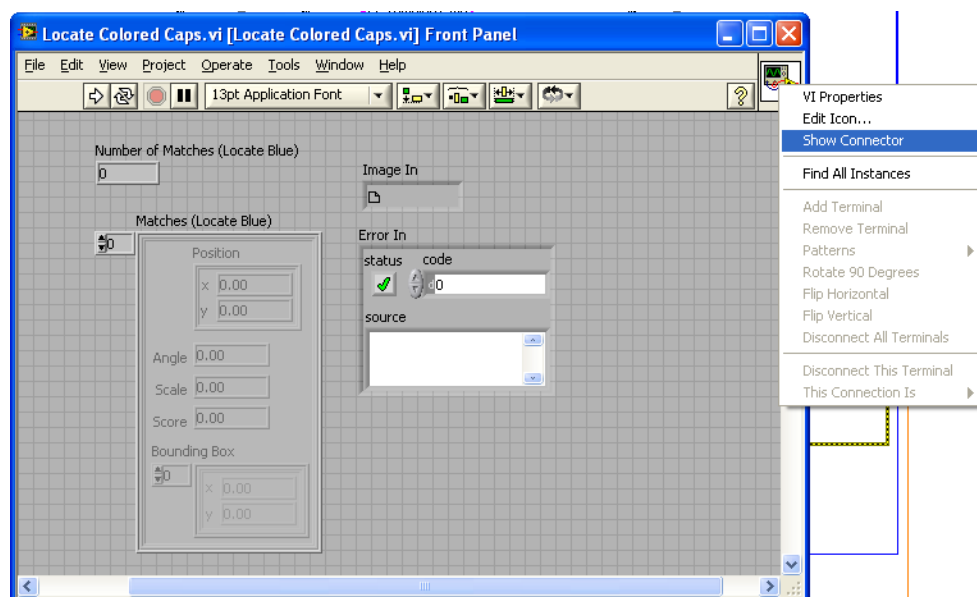 Locate Colored Caps.vi [Locate Colored Caps.vi] Front Panel
File Edit View Project Operate Tools Window Help
13pt Application Font
?
VI Properties
Edit Icon...
Show Connector
Find All Instances
Add Terminal
Remove Terminal
Patterns
Rotate 90 Degrees
Flip Horizontal
Flip Vertical
Disconnect All Terminals
Disconnect This Terminal
This Connection Is
Number of Matches (Locate Blue)
0
Matches (Locate Blue)
0
Position
x 0.00
y 0.00
Angle 0.00
Scale 0.00
Score 0.00
Bounding Box
0
x 0.00
y 0.00
Image In
Error In
status code
d0
source